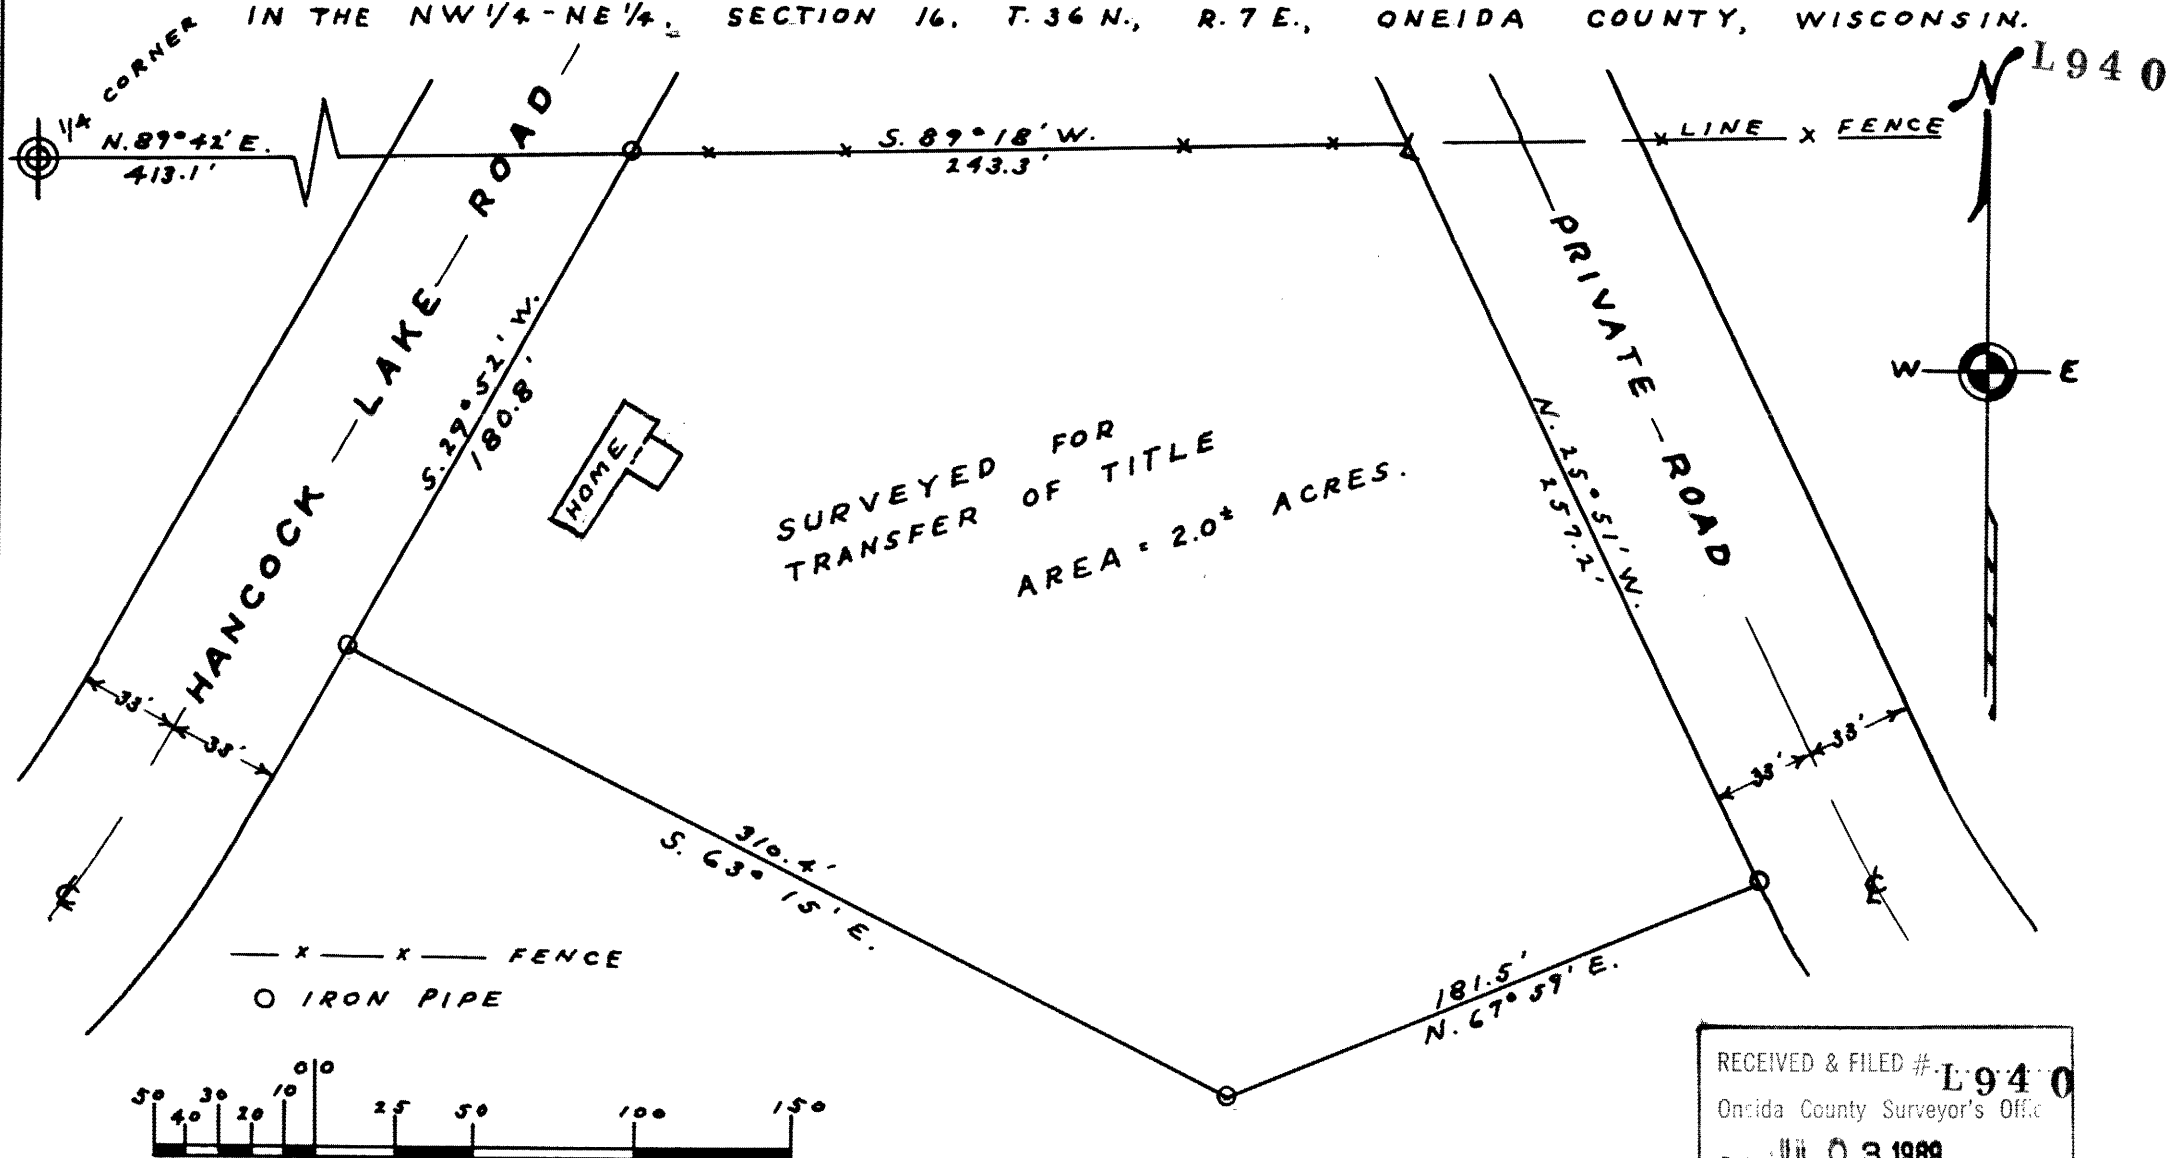 IN THE NW 1/4 - NE 1/4, SECTION 16, T. 36 N., R. 7 E., ONEIDA COUNTY, WISCONSIN.
L940
1/4 CORNER
N
N. 89° 42' E.
413.1'
S. 89° 18' W.
243.3'
LINE x FENCE
HANCOCK LAKE ROAD
PRIVATE ROAD
S. 29° 52' W.
180.8'
HOME
W E
N. 25° 51' W.
257.2'
SURVEYED FOR
TRANSFER OF TITLE
AREA = 2.0± ACRES.
33'
33'
33'
33'
310.4'
S. 63° 15' E.
181.5'
N. 67° 59' E.
℄
℄
— x — x — FENCE
O IRON PIPE
50 40 30 20 10 0 0 25 50 100 150
RECEIVED & FILED # L940
Oneida County Surveyor's Office
JUL 03 1989